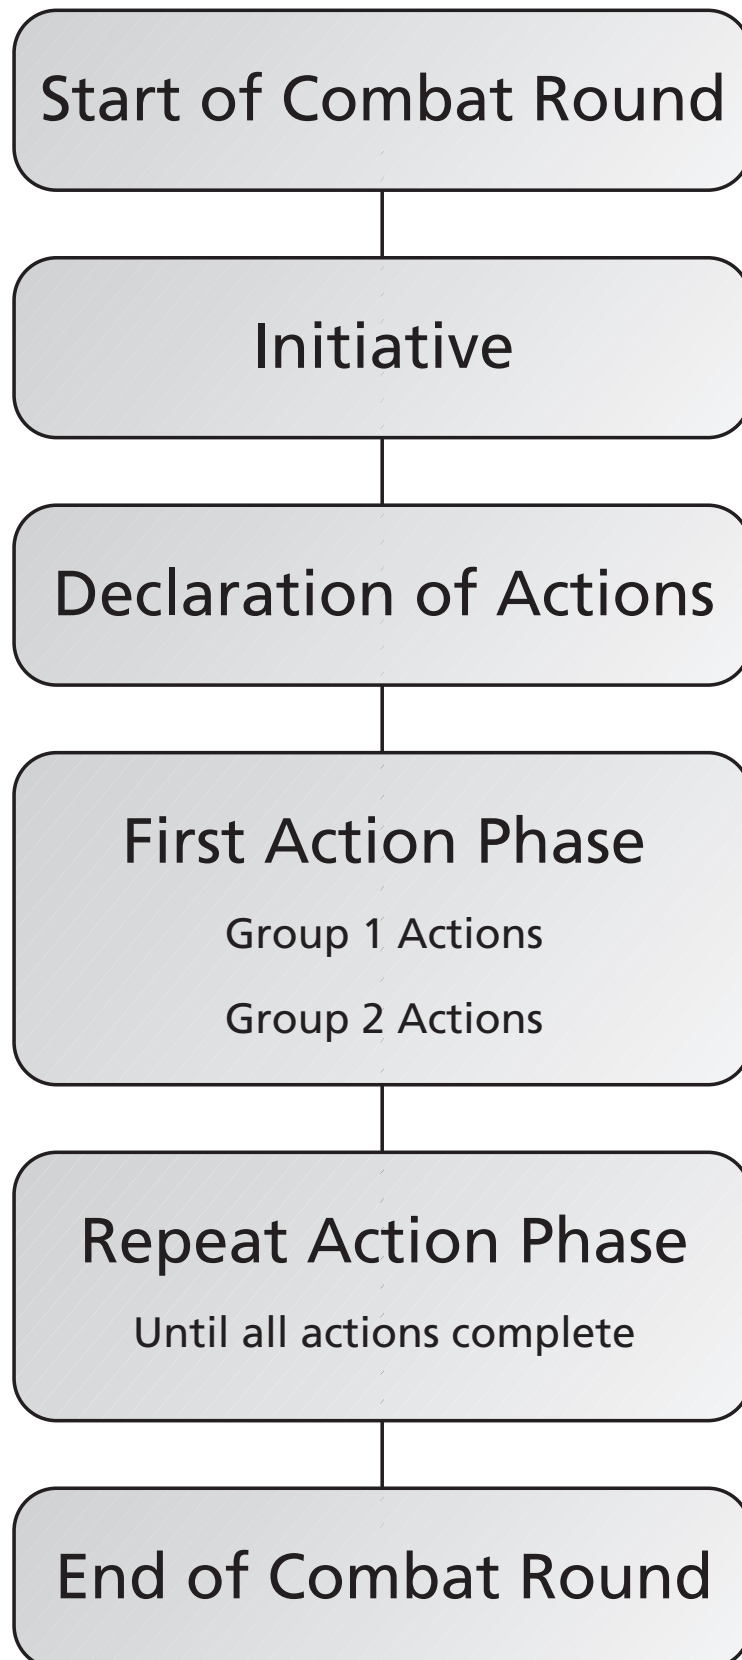 Start of Combat Round
Initiative
Declaration of Actions
First Action Phase
Group 1 Actions
Group 2 Actions
Repeat Action Phase
Until all actions complete
End of Combat Round